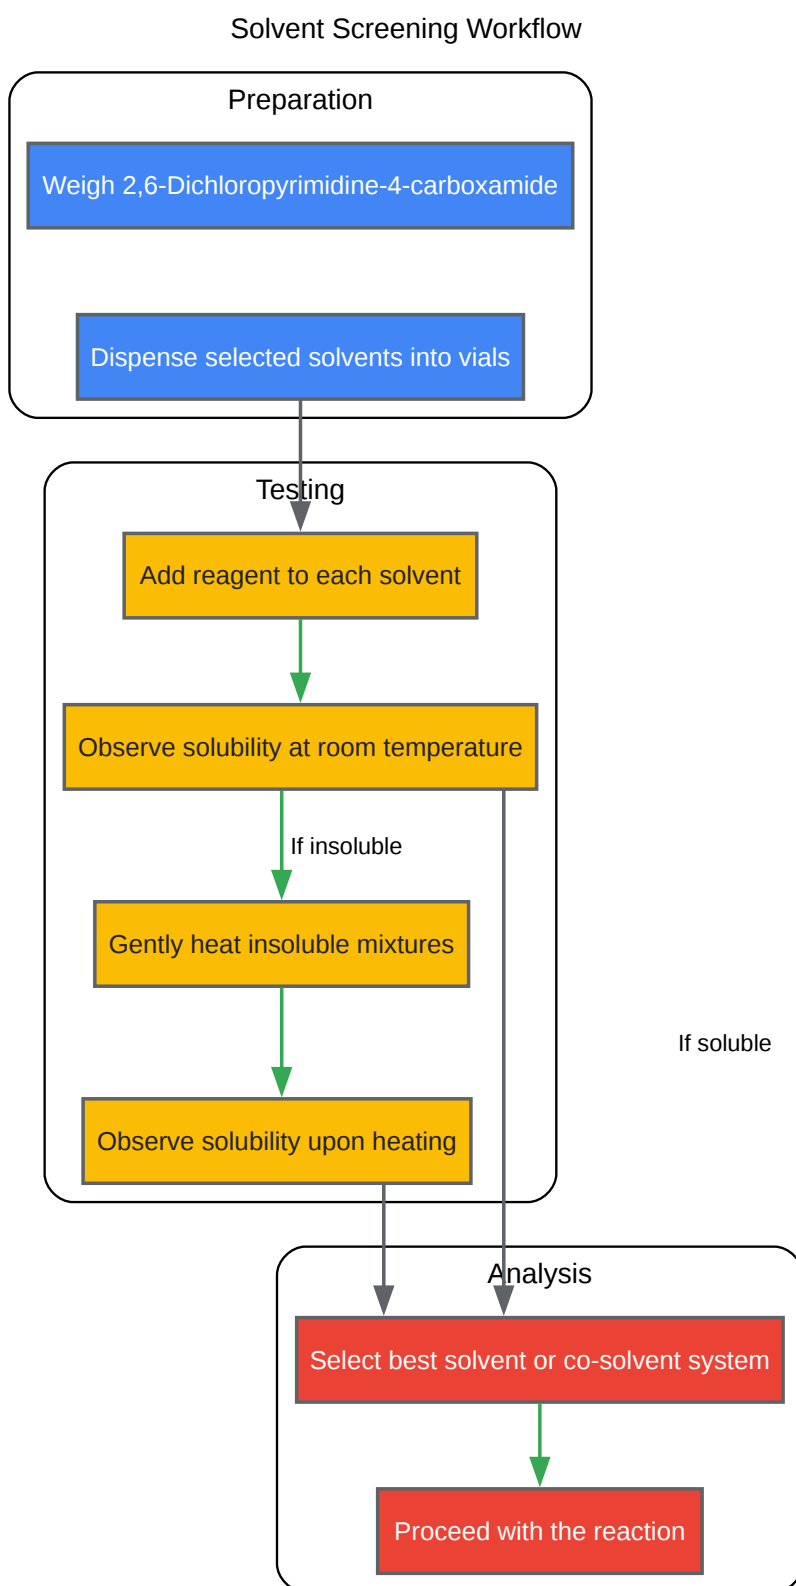 Solvent Screening Workflow
Preparation
Weigh 2,6-Dichloropyrimidine-4-carboxamide
Dispense selected solvents into vials
Testing
Add reagent to each solvent
Observe solubility at room temperature
If insoluble
Gently heat insoluble mixtures
If soluble
Observe solubility upon heating
Analysis
Select best solvent or co-solvent system
Proceed with the reaction